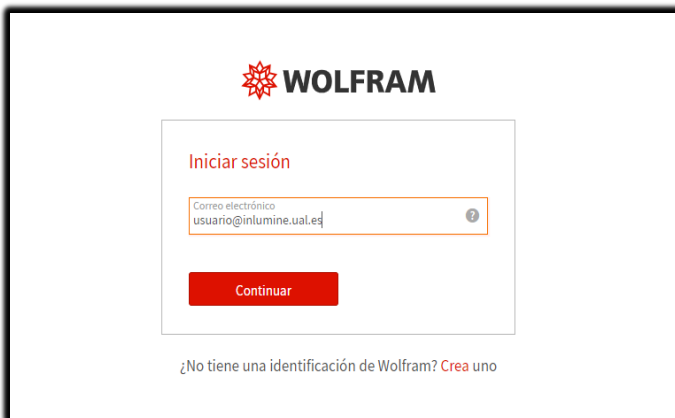 WOLFRAM
Iniciar sesión
Correo electrónico
usuario@inlumine.ual.es
?
Continuar
¿No tiene una identificación de Wolfram? Crea uno